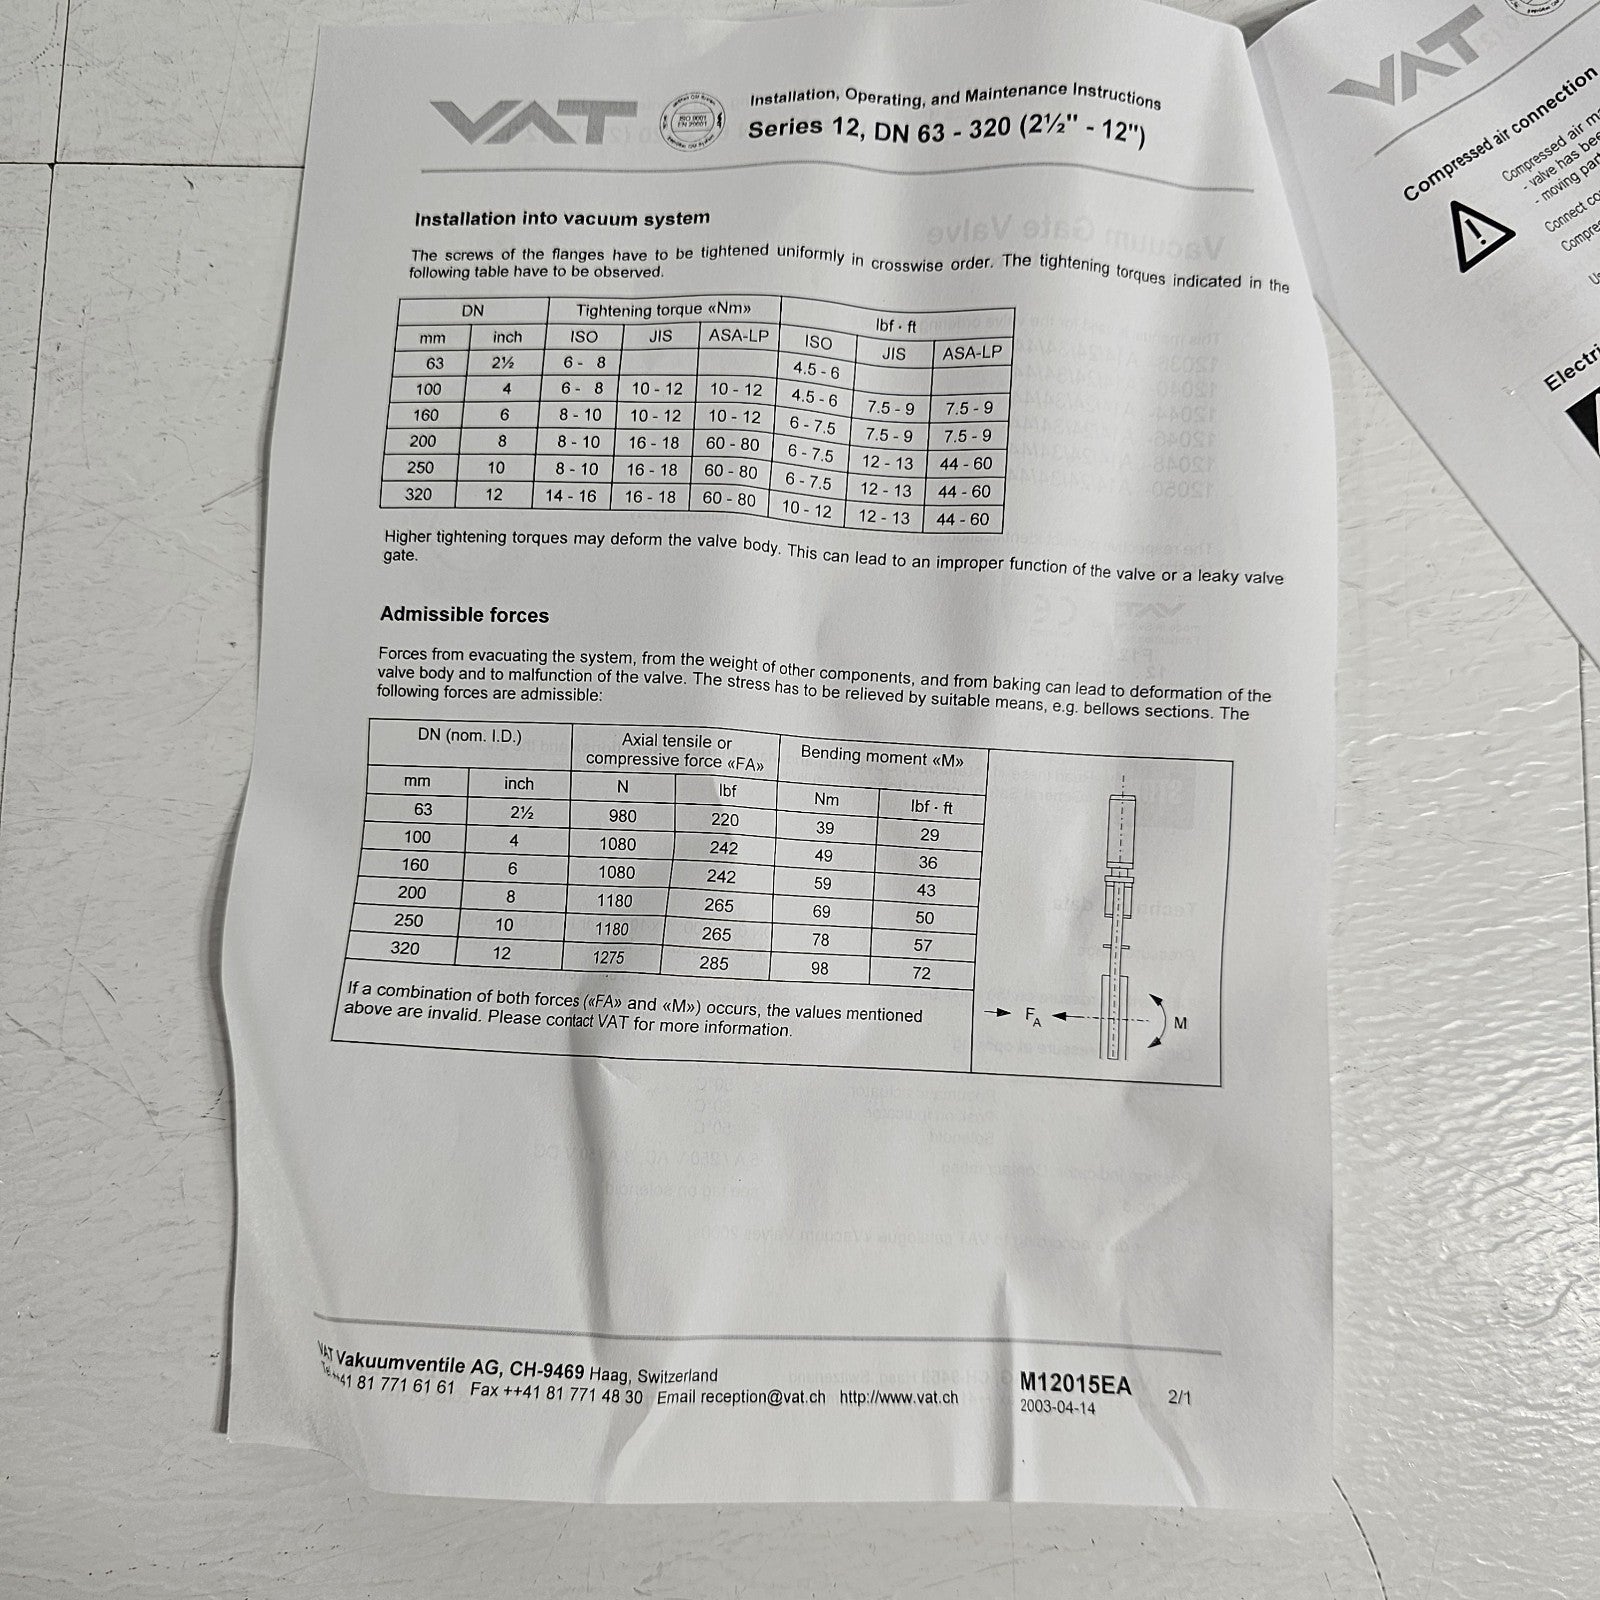 VAT
ISO 9001
EN 29001
Installation, Operating, and Maintenance Instructions
Series 12, DN 63 - 320 (2½" - 12")
Installation into vacuum system
The screws of the flanges have to be tightened uniformly in crosswise order. The tightening torques indicated in the
following table have to be observed.
DN Tightening torque «Nm» lbf · ft
mm inch ISO JIS ASA-LP ISO JIS ASA-LP
63 2½ 6 - 8 4.5 - 6
100 4 6 - 8 10 - 12 10 - 12 4.5 - 6 7.5 - 9 7.5 - 9
160 6 8 - 10 10 - 12 10 - 12 6 - 7.5 7.5 - 9 7.5 - 9
200 8 8 - 10 16 - 18 60 - 80 6 - 7.5 12 - 13 44 - 60
250 10 8 - 10 16 - 18 60 - 80 6 - 7.5 12 - 13 44 - 60
320 12 14 - 16 16 - 18 60 - 80 10 - 12 12 - 13 44 - 60
Higher tightening torques may deform the valve body. This can lead to an improper function of the valve or a leaky valve
gate.
Admissible forces
Forces from evacuating the system, from the weight of other components, and from baking can lead to deformation of the
valve body and to malfunction of the valve. The stress has to be relieved by suitable means, e.g. bellows sections. The
following forces are admissible:
DN (nom. I.D.) Axial tensile or Bending moment «M»
compressive force «FA»
mm inch N lbf Nm lbf · ft
63 2½ 980 220 39 29
100 4 1080 242 49 36
160 6 1080 242 59 43
200 8 1180 265 69 50
250 10 1180 265 78 57
320 12 1275 285 98 72
If a combination of both forces («FA» and «M») occurs, the values mentioned
above are invalid. Please contact VAT for more information.
FA M
VAT Vakuumventile AG, CH-9469 Haag, Switzerland
Tel ++41 81 771 61 61 Fax ++41 81 771 48 30 Email reception@vat.ch http://www.vat.ch
M12015EA
2003-04-14
2/1
VAT
Compressed air connection
Compressed air
- valve has
- moving
Connect